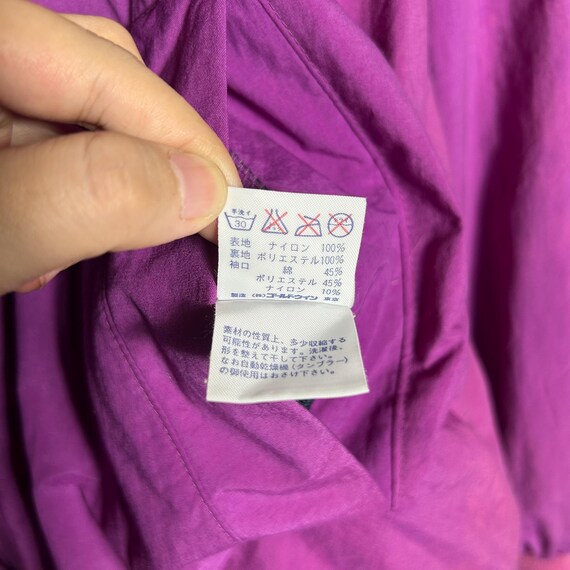 手洗イ
30
表地 ナイロン 100%
裏地 ポリエステル100%
袖口 綿 45%
ポリエステル 45%
ナイロン 10%
製造 (株)ゴールドウイン 東京
素材の性質上、多少収縮する
可能性があります。洗濯後、
形を整えて干して下さい。
なお自動乾燥機(タンブラー)
の御使用はおさけ下さい。